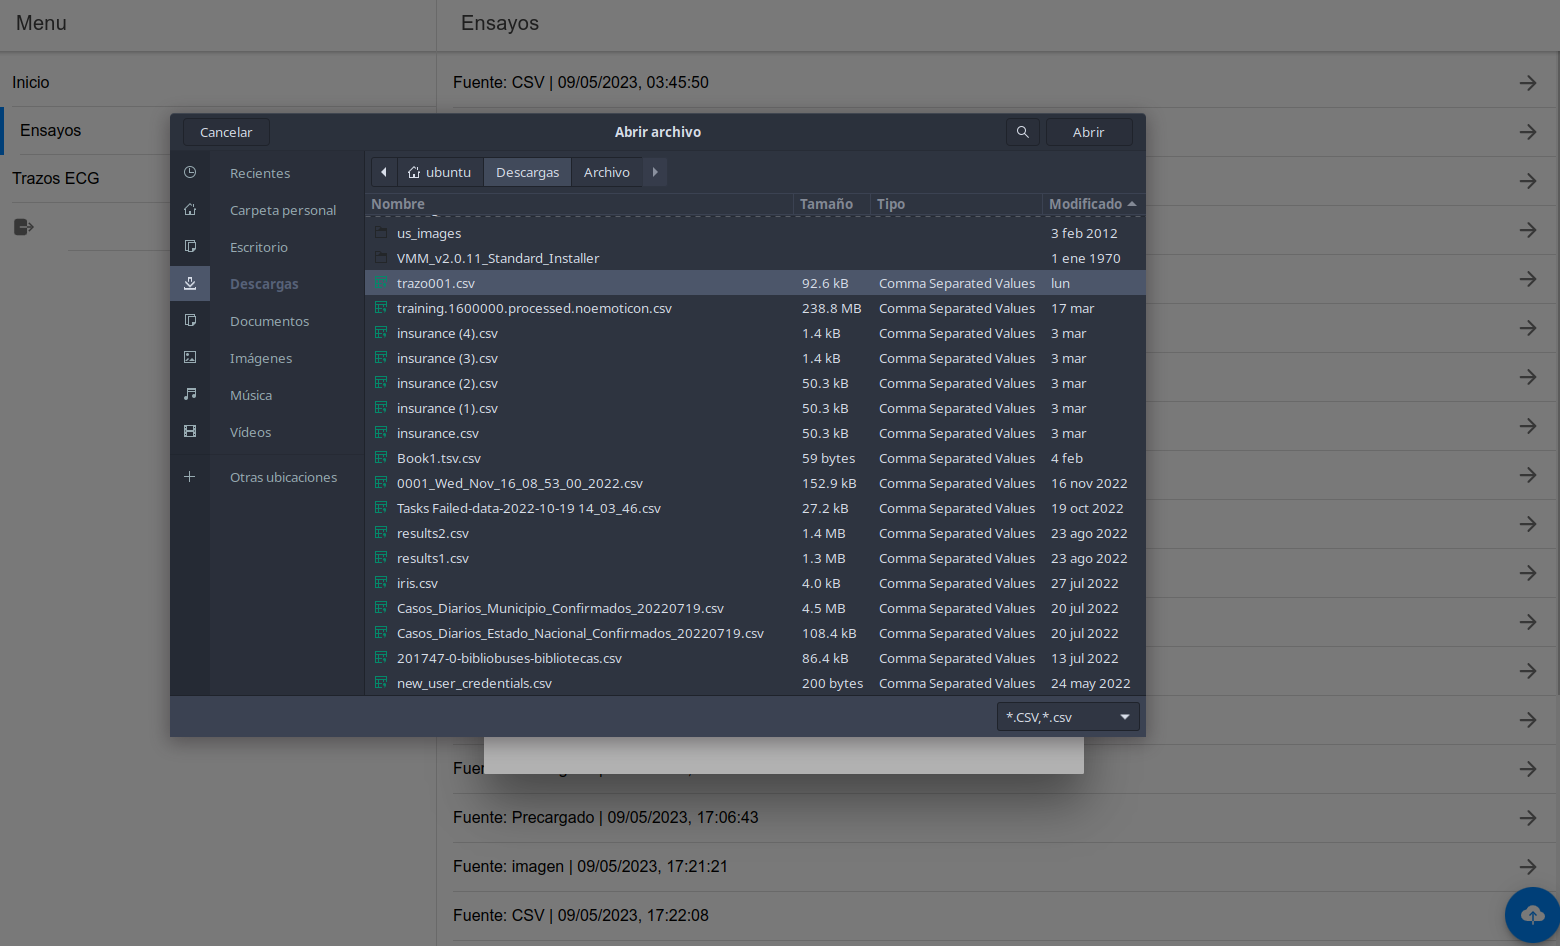 Menu
Ensayos
Inicio
Fuente: CSV | 09/05/2023, 03:45:50
Ensayos
Trazos ECG
Cancelar
Abrir archivo
Abrir
Recientes
Carpeta personal
Escritorio
Descargas
Documentos
Imágenes
Música
Vídeos
Otras ubicaciones
ubuntu Descargas Archivo
Nombre Tamaño Tipo Modificado
us_images 3 feb 2012
VMM_v2.0.11_Standard_Installer 1 ene 1970
trazo001.csv 92.6 kB Comma Separated Values lun
training.1600000.processed.noemoticon.csv 238.8 MB Comma Separated Values 17 mar
insurance (4).csv 1.4 kB Comma Separated Values 3 mar
insurance (3).csv 1.4 kB Comma Separated Values 3 mar
insurance (2).csv 50.3 kB Comma Separated Values 3 mar
insurance (1).csv 50.3 kB Comma Separated Values 3 mar
insurance.csv 50.3 kB Comma Separated Values 3 mar
Book1.tsv.csv 59 bytes Comma Separated Values 4 feb
0001_Wed_Nov_16_08_53_00_2022.csv 152.9 kB Comma Separated Values 16 nov 2022
Tasks Failed-data-2022-10-19 14_03_46.csv 27.2 kB Comma Separated Values 19 oct 2022
results2.csv 1.4 MB Comma Separated Values 23 ago 2022
results1.csv 1.3 MB Comma Separated Values 23 ago 2022
iris.csv 4.0 kB Comma Separated Values 27 jul 2022
Casos_Diarios_Municipio_Confirmados_20220719.csv 4.5 MB Comma Separated Values 20 jul 2022
Casos_Diarios_Estado_Nacional_Confirmados_20220719.csv 108.4 kB Comma Separated Values 20 jul 2022
201747-0-bibliobuses-bibliotecas.csv 86.4 kB Comma Separated Values 13 jul 2022
new_user_credentials.csv 200 bytes Comma Separated Values 24 may 2022
*.CSV,*.csv
Fuente: Precargado | 09/05/2023, 17:06:43
Fuente: imagen | 09/05/2023, 17:21:21
Fuente: CSV | 09/05/2023, 17:22:08